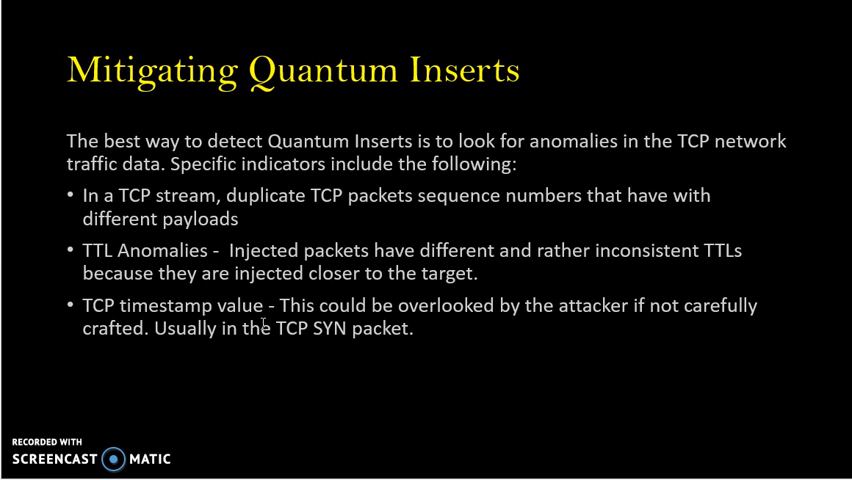 Mitigating Quantum Inserts
The best way to detect Quantum Inserts is to look for anomalies in the TCP network
traffic data. Specific indicators include the following:
• In a TCP stream, duplicate TCP packets sequence numbers that have with
different payloads
• TTL Anomalies - Injected packets have different and rather inconsistent TTLs
because they are injected closer to the target.
• TCP timestamp value - This could be overlooked by the attacker if not carefully
crafted. Usually in the TCP SYN packet.
RECORDED WITH
SCREENCAST MATIC